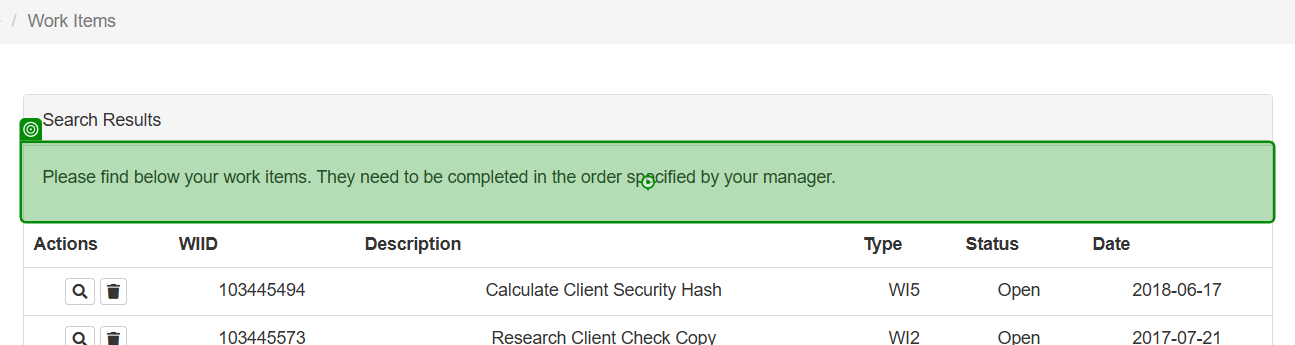 / Work Items
Search Results
Please find below your work items. They need to be completed in the order specified by your manager.
Actions WIID Description Type Status Date
103445494 Calculate Client Security Hash WI5 Open 2018-06-17
103445573 Research Client Check Copy WI2 Open 2017-07-21